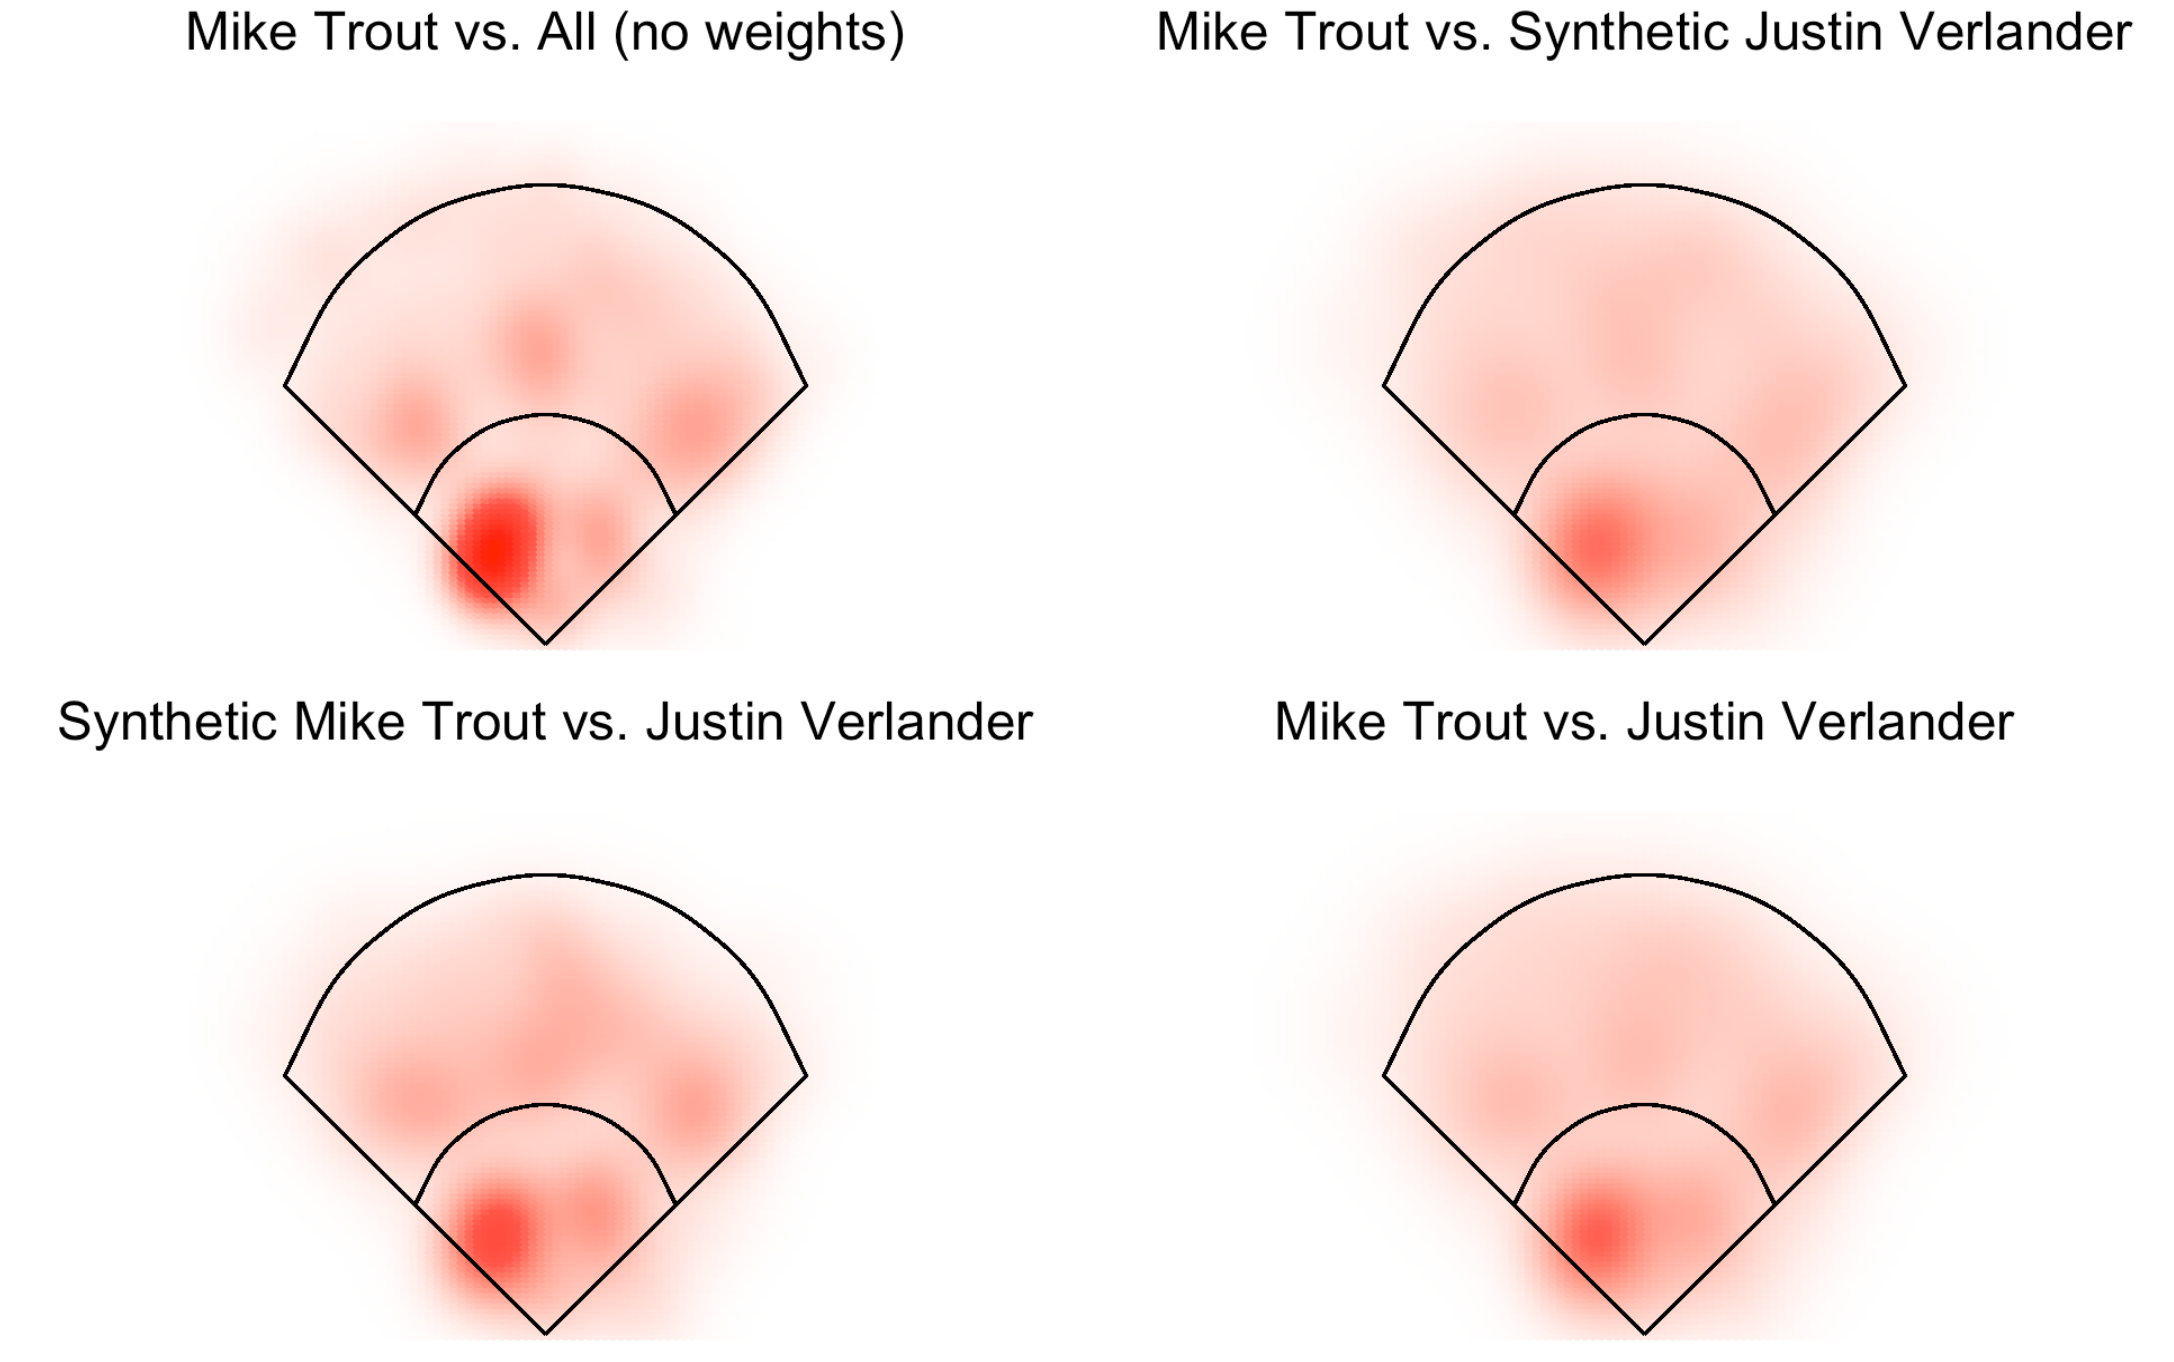 Mike Trout vs. All (no weights)
Mike Trout vs. Synthetic Justin Verlander
Synthetic Mike Trout vs. Justin Verlander
Mike Trout vs. Justin Verlander